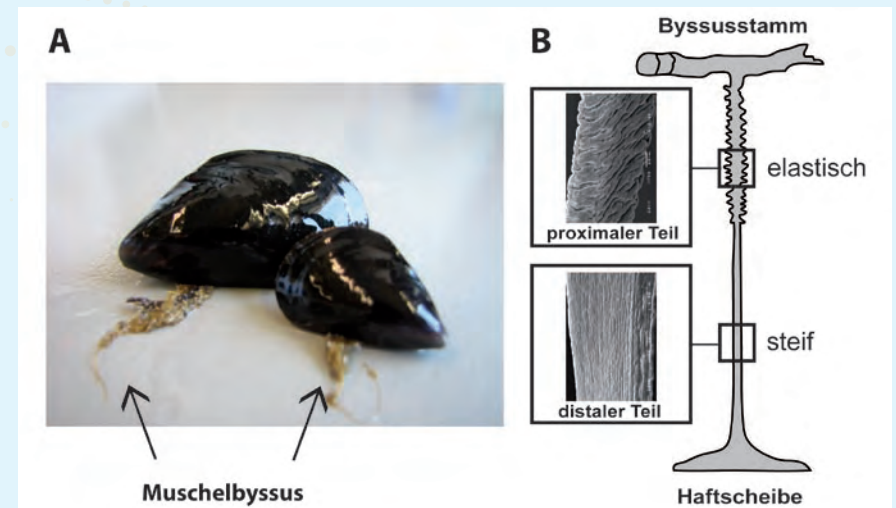 A
Muschelbyssus
B
Byssusstamm
elastisch
proximaler Teil
steif
distaler Teil
Haftscheibe